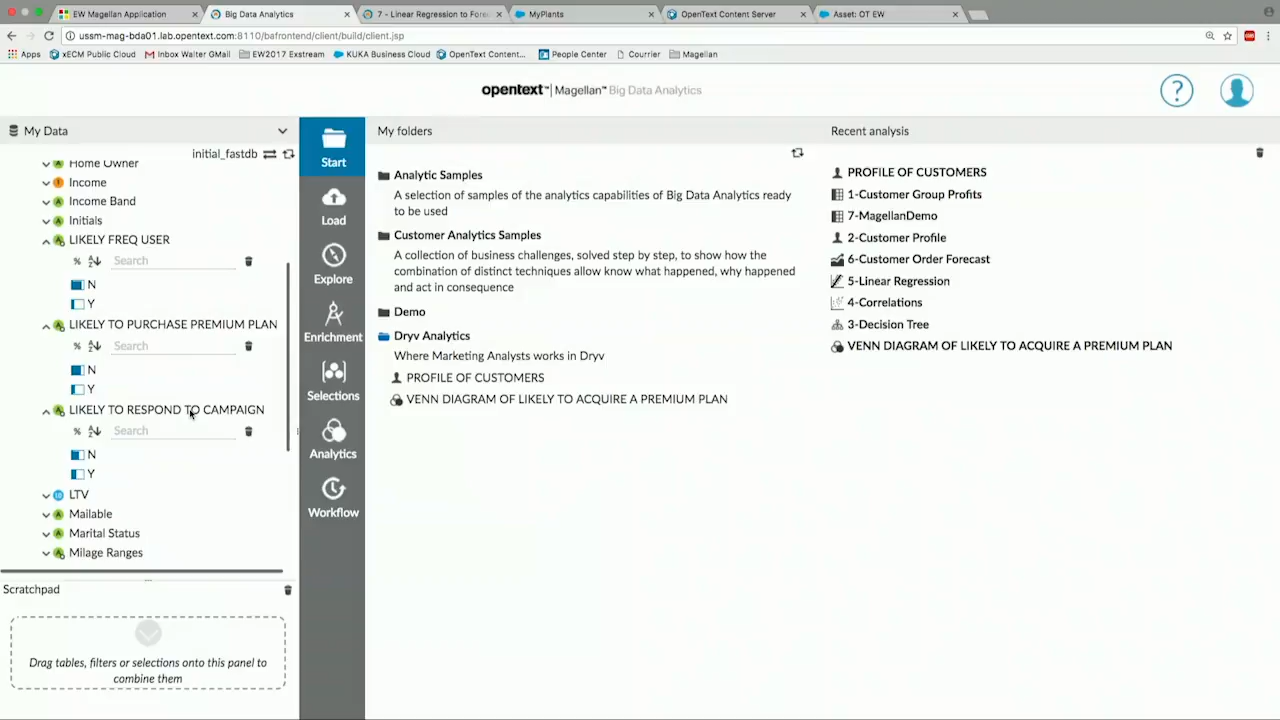 EW Magellan Application
Big Data Analytics
7 - Linear Regression to Fore
MyPlants
OpenText Content Server
Asset: OT EW
ussm-mag-bda01.lab.opentext.com:8110/bafrontend/client/build/client.jsp
Apps
xECM Public Cloud
Inbox Walter GMail
EW2017 Exstream
KUKA Business Cloud
OpenText Content...
People Center
Courrier
Magellan
opentext™ | Magellan™ Big Data Analytics
?
My Data
initial_fastdb
Home Owner
Income
Income Band
Initials
LIKELY FREQ USER
% Search
N
Y
LIKELY TO PURCHASE PREMIUM PLAN
% Search
N
Y
LIKELY TO RESPOND TO CAMPAIGN
% Search
N
Y
LTV
Mailable
Marital Status
Milage Ranges
Scratchpad
Drag tables, filters or selections onto this panel to
combine them
Start
Load
Explore
Enrichment
Selections
Analytics
Workflow
My folders
Analytic Samples
A selection of samples of the analytics capabilities of Big Data Analytics ready
to be used
Customer Analytics Samples
A collection of business challenges, solved step by step, to show how the
combination of distinct techniques allow know what happened, why happened
and act in consequence
Demo
Dryv Analytics
Where Marketing Analysts works in Dryv
PROFILE OF CUSTOMERS
VENN DIAGRAM OF LIKELY TO ACQUIRE A PREMIUM PLAN
Recent analysis
PROFILE OF CUSTOMERS
1-Customer Group Profits
7-MagellanDemo
2-Customer Profile
6-Customer Order Forecast
5-Linear Regression
4-Correlations
3-Decision Tree
VENN DIAGRAM OF LIKELY TO ACQUIRE A PREMIUM PLAN